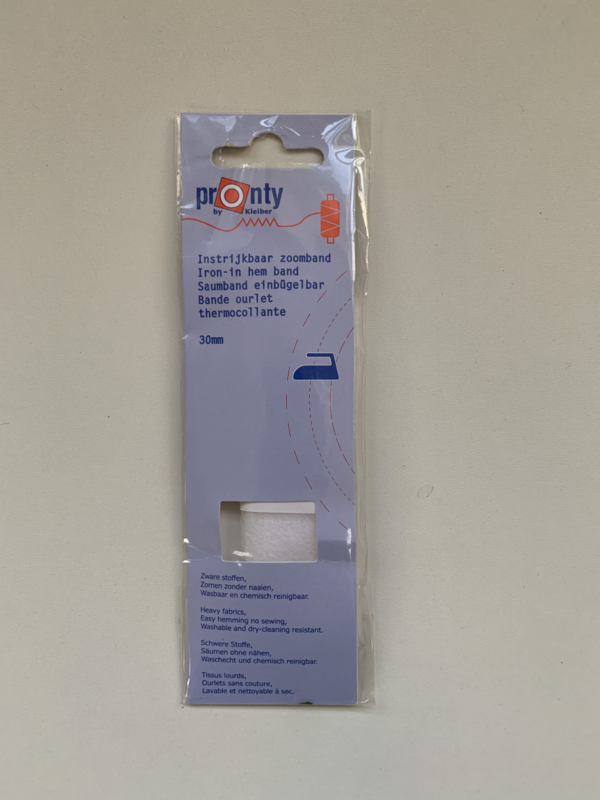 pronty
by Kleiber
Instrijkbaar zoomband
Iron-in hem band
Saumband einbügelbar
Bande ourlet
thermocollante
30mm
Zware stoffen,
Zomen zonder naaien,
Wasbaar en chemisch reinigbaar.
Heavy fabrics,
Easy hemming no sewing,
Washable and dry-cleaning resistant.
Schwere Stoffe,
Säumen ohne nähen,
Waschecht und chemisch reinigbar.
Tissus lourds,
Ourlets sans couture,
Lavable et nettoyable à sec.